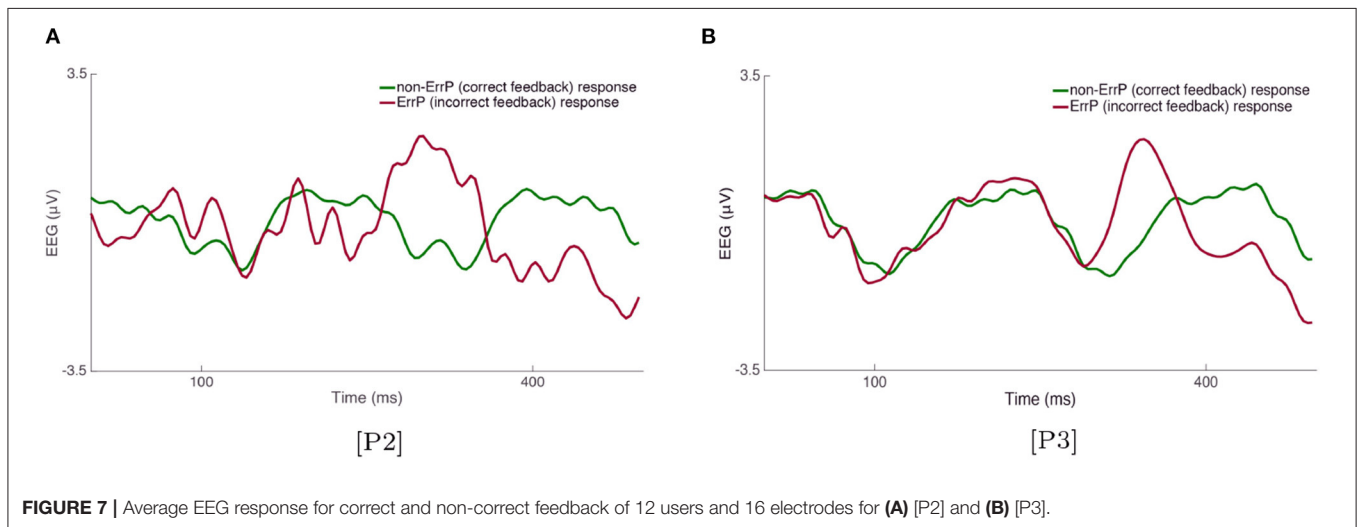 A
3.5
non-ErrP (correct feedback) response
ErrP (incorrect feedback) response
EEG (µV)
-3.5
100
400
Time (ms)
[P2]
B
3.5
non-ErrP (correct feedback) response
ErrP (incorrect feedback) response
EEG (µV)
-3.5
100
400
Time (ms)
[P3]
FIGURE 7 | Average EEG response for correct and non-correct feedback of 12 users and 16 electrodes for (A) [P2] and (B) [P3].